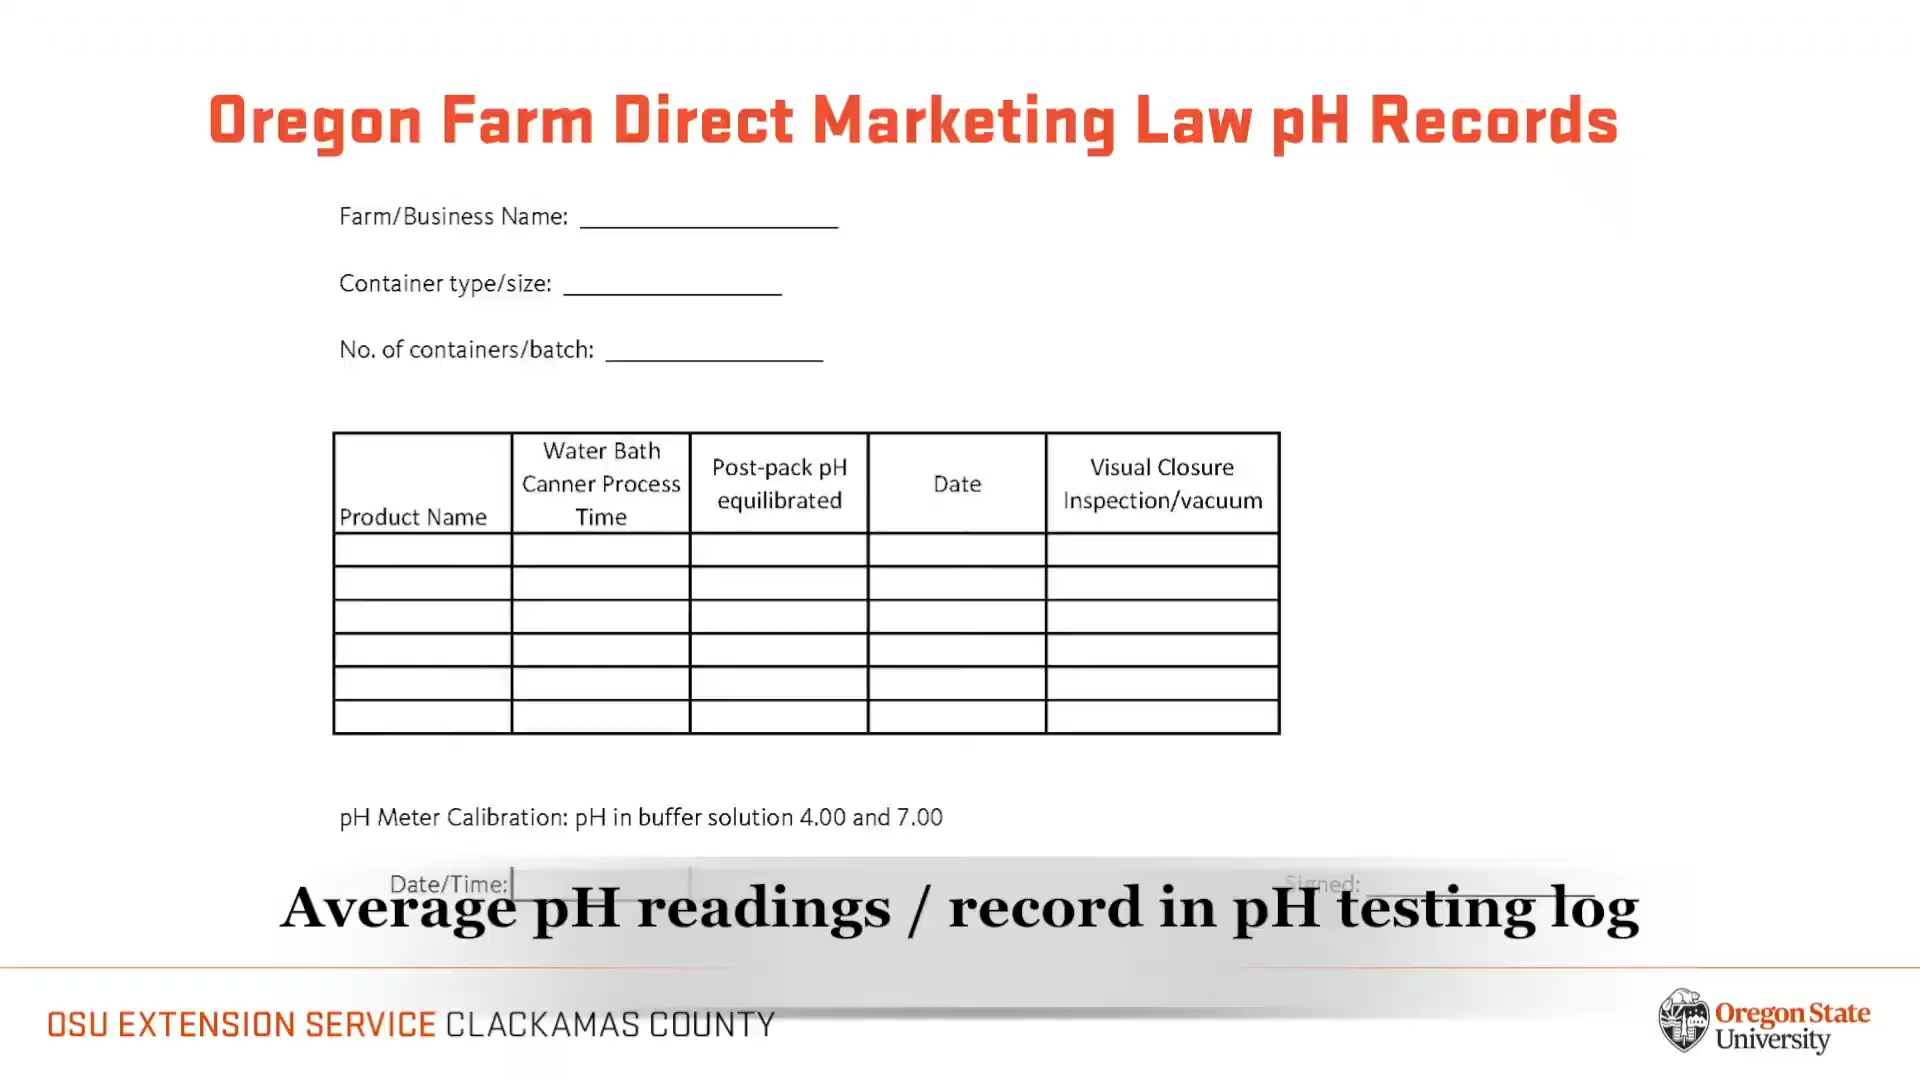 Oregon Farm Direct Marketing Law pH Records
Farm/Business Name:
Container type/size:
No. of containers/batch:
Product Name
Water Bath
Canner Process
Time
Post-pack pH
equilibrated
Date
Visual Closure
Inspection/vacuum
pH Meter Calibration: pH in buffer solution 4.00 and 7.00
Date/Time:
Signed:
Average pH readings / record in pH testing log
OSU EXTENSION SERVICE CLACKAMAS COUNTY
Oregon State
University